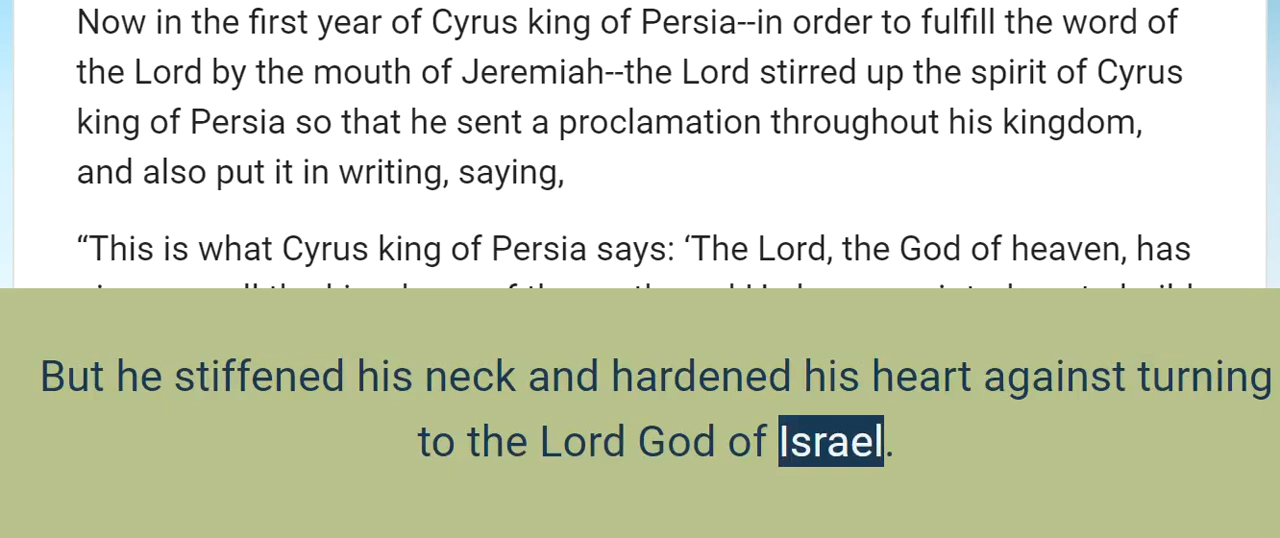 Now in the first year of Cyrus king of Persia--in order to fulfill the word of
the Lord by the mouth of Jeremiah--the Lord stirred up the spirit of Cyrus
king of Persia so that he sent a proclamation throughout his kingdom,
and also put it in writing, saying,
“This is what Cyrus king of Persia says: ‘The Lord, the God of heaven, has
But he stiffened his neck and hardened his heart against turning
to the Lord God of Israel.